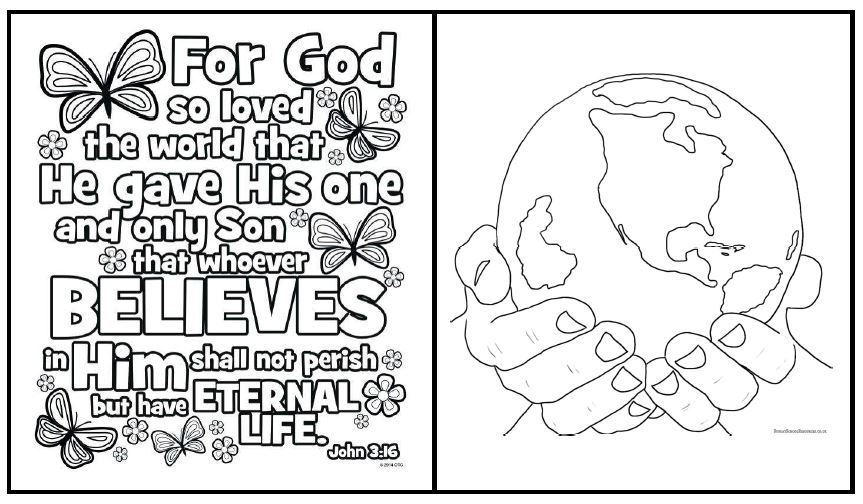 For God
so loved
the world that
He gave His one
and only Son
that whoever
BELIEVES
in Him shall not perish
but have ETERNAL
LIFE.
John 3:16